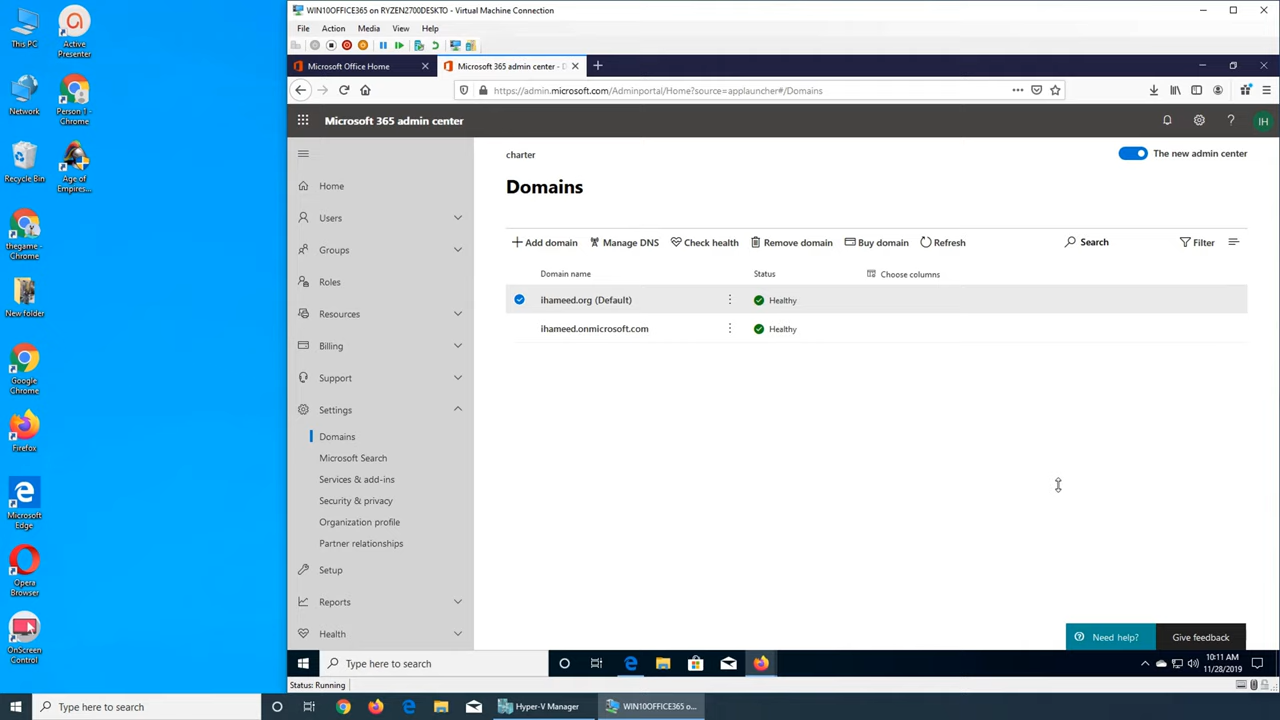 This PC
Active
Presenter
Network
Person 1 -
Chrome
Recycle Bin
Age of
Empires...
thegame -
Chrome
New folder
Google
Chrome
Firefox
Microsoft
Edge
Opera
Browser
OnScreen
Control
WIN10OFFICE365 on RYZEN2700DESKTO - Virtual Machine Connection
File Action Media View Help
Microsoft Office Home
Microsoft 365 admin center - D
https://admin.microsoft.com/Adminportal/Home?source=applauncher#/Domains
Microsoft 365 admin center
IH
Home
Users
Groups
Roles
Resources
Billing
Support
Settings
Domains
Microsoft Search
Services & add-ins
Security & privacy
Organization profile
Partner relationships
Setup
Reports
Health
charter
The new admin center
Domains
Add domain Manage DNS Check health Remove domain Buy domain Refresh Search Filter
Domain name Status Choose columns
ihameed.org (Default) Healthy
ihameed.onmicrosoft.com Healthy
Need help? Give feedback
Type here to search
10:11 AM
11/28/2019
Status: Running
Type here to search
Hyper-V Manager
WIN10OFFICE365 o...